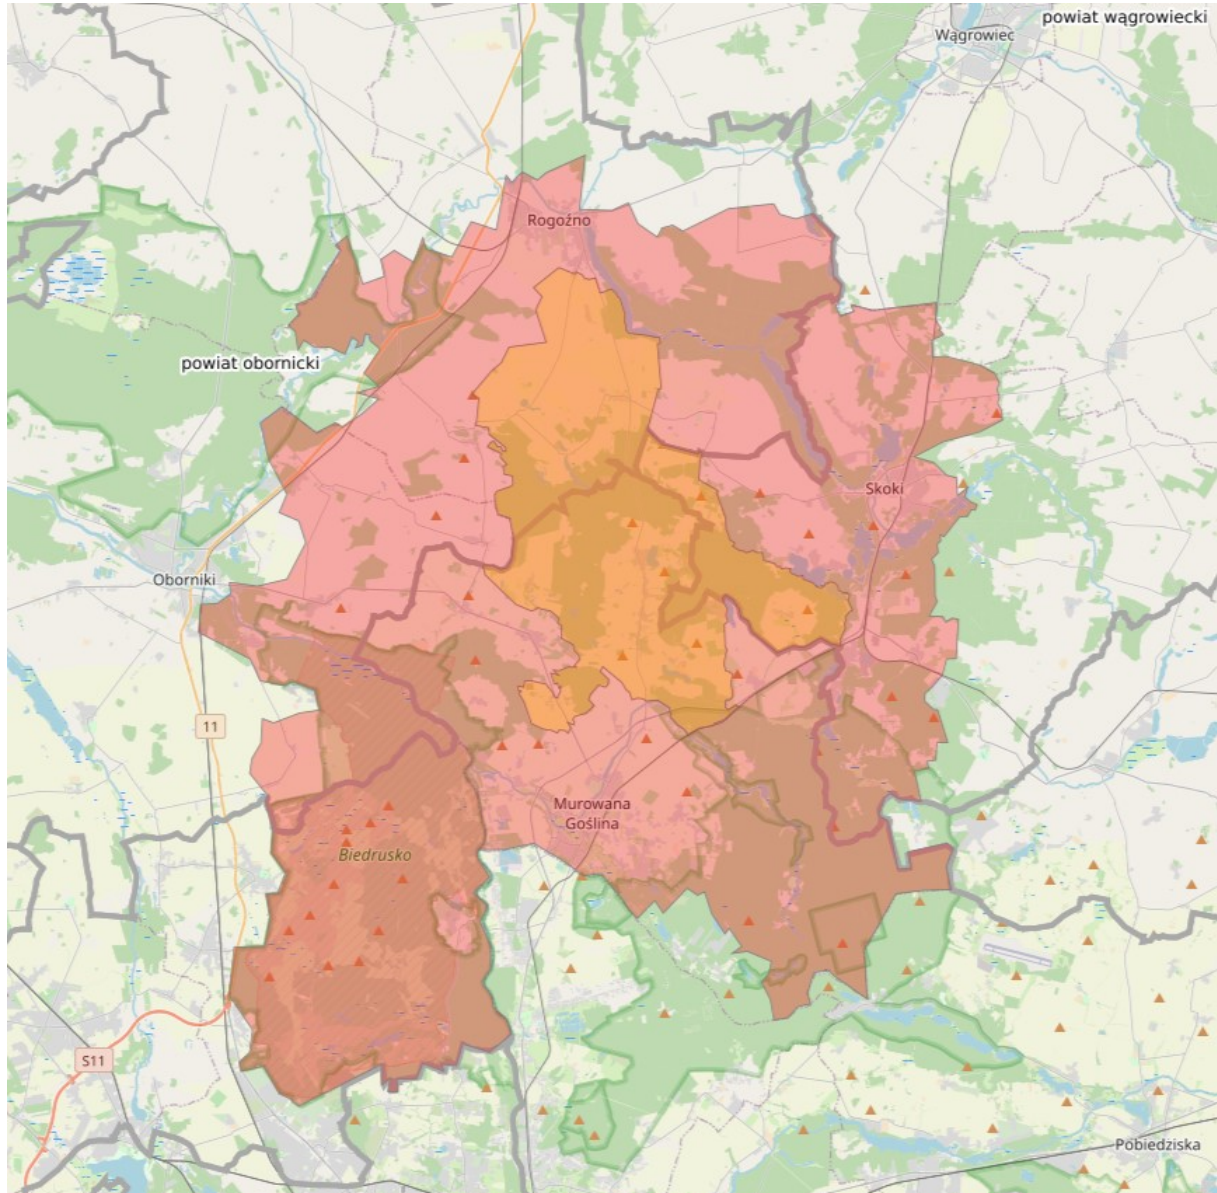 powiat wągrowiecki
Wągrowiec
Rogoźno
powiat obornicki
Skoki
Oborniki
11
Murowana
Goślina
Biedrusko
S11
Pobiedziska